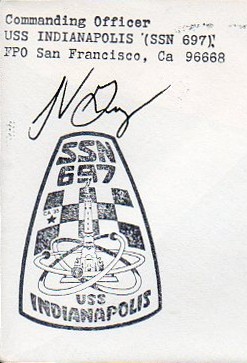 Commanding Officer
USS INDIANAPOLIS (SSN 697)
FPO San Francisco, Ca 96668
SSN
697
USS
INDIANAPOLIS